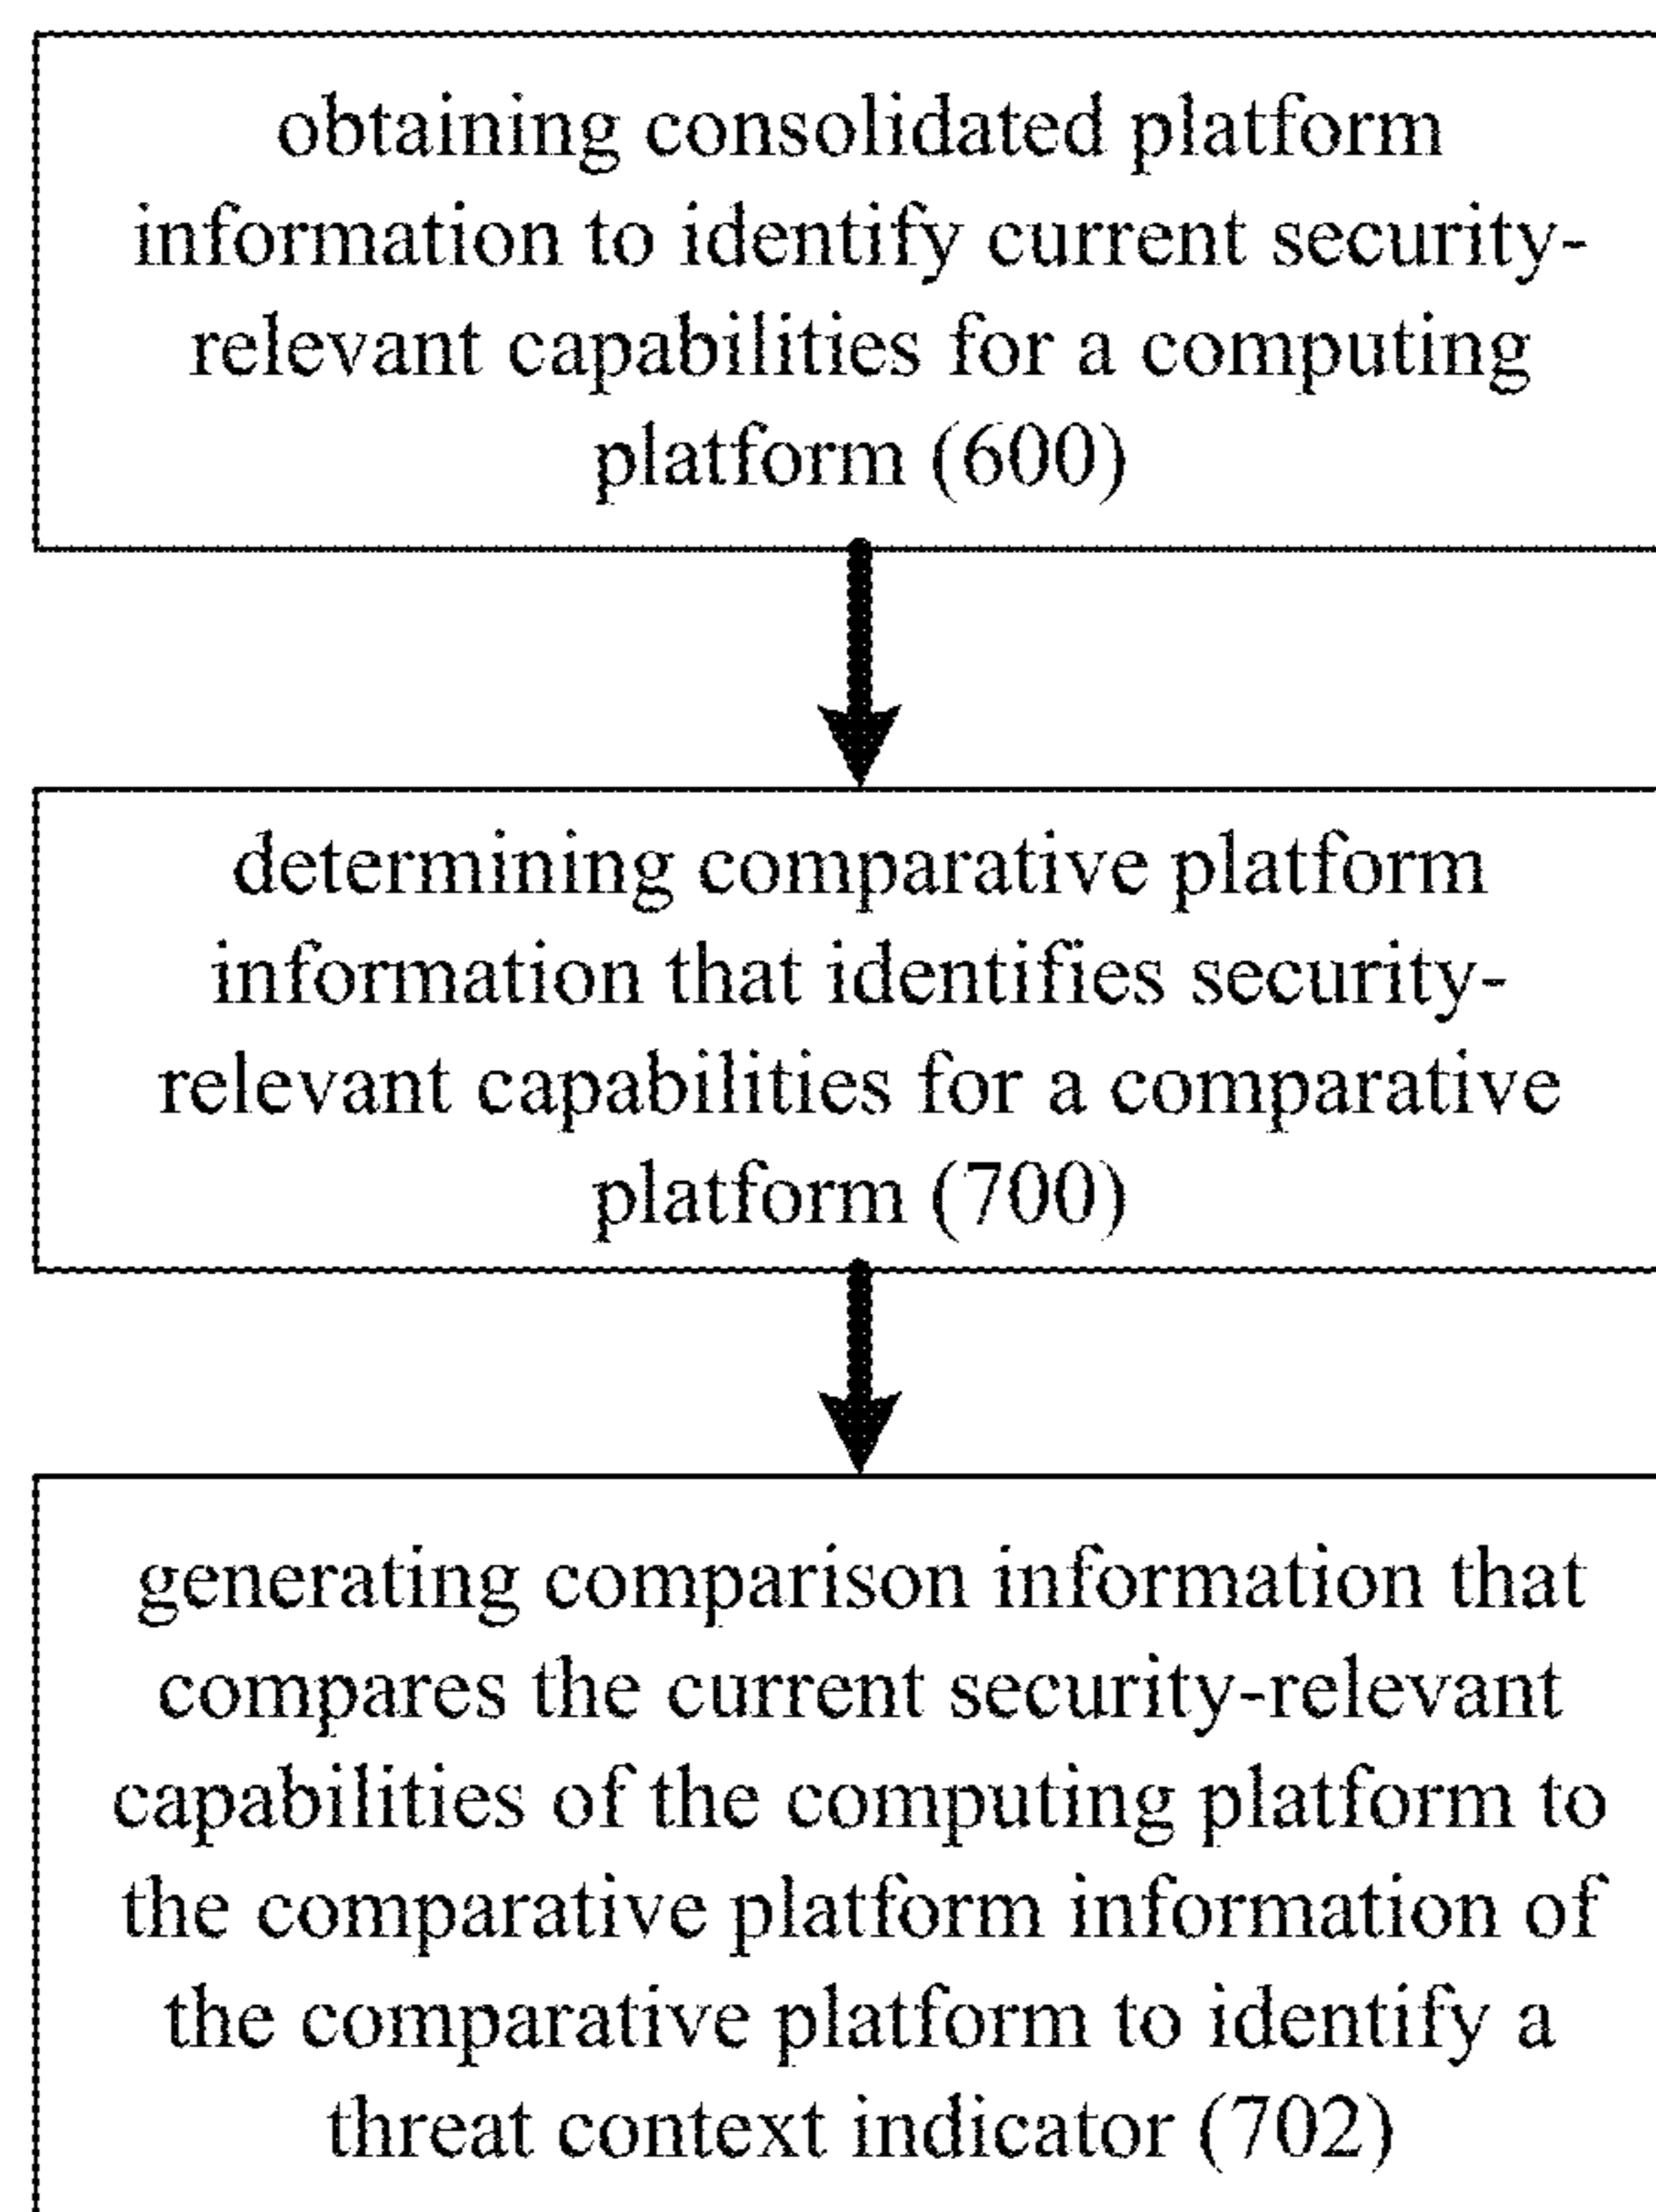 obtaining consolidated platform
information to identify current security-
relevant capabilities for a computing
platform (600)
determining comparative platform
information that identifies security-
relevant capabilities for a comparative
platform (700)
generating comparison information that
compares the current security-relevant
capabilities of the computing platform to
the comparative platform information of
the comparative platform to identify a
threat context indicator (702)